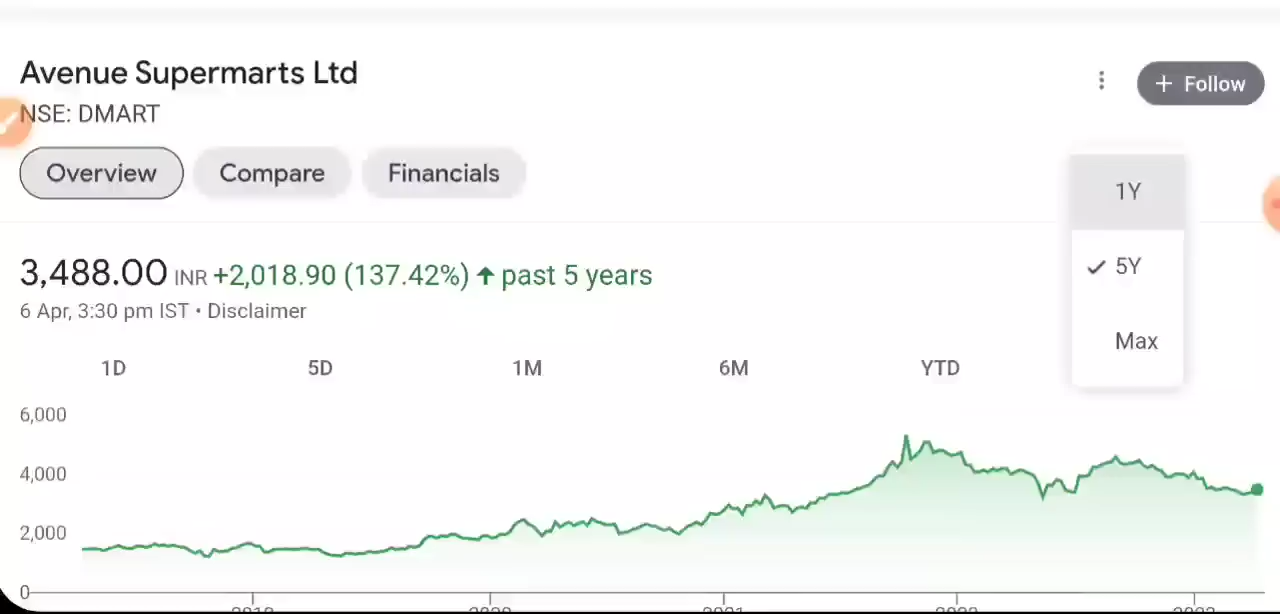 Avenue Supermarts Ltd
+ Follow
NSE: DMART
Overview Compare Financials
1Y
5Y
Max
3,488.00 INR +2,018.90 (137.42%) ↑ past 5 years
6 Apr, 3:30 pm IST • Disclaimer
1D 5D 1M 6M YTD
6,000
4,000
2,000
0